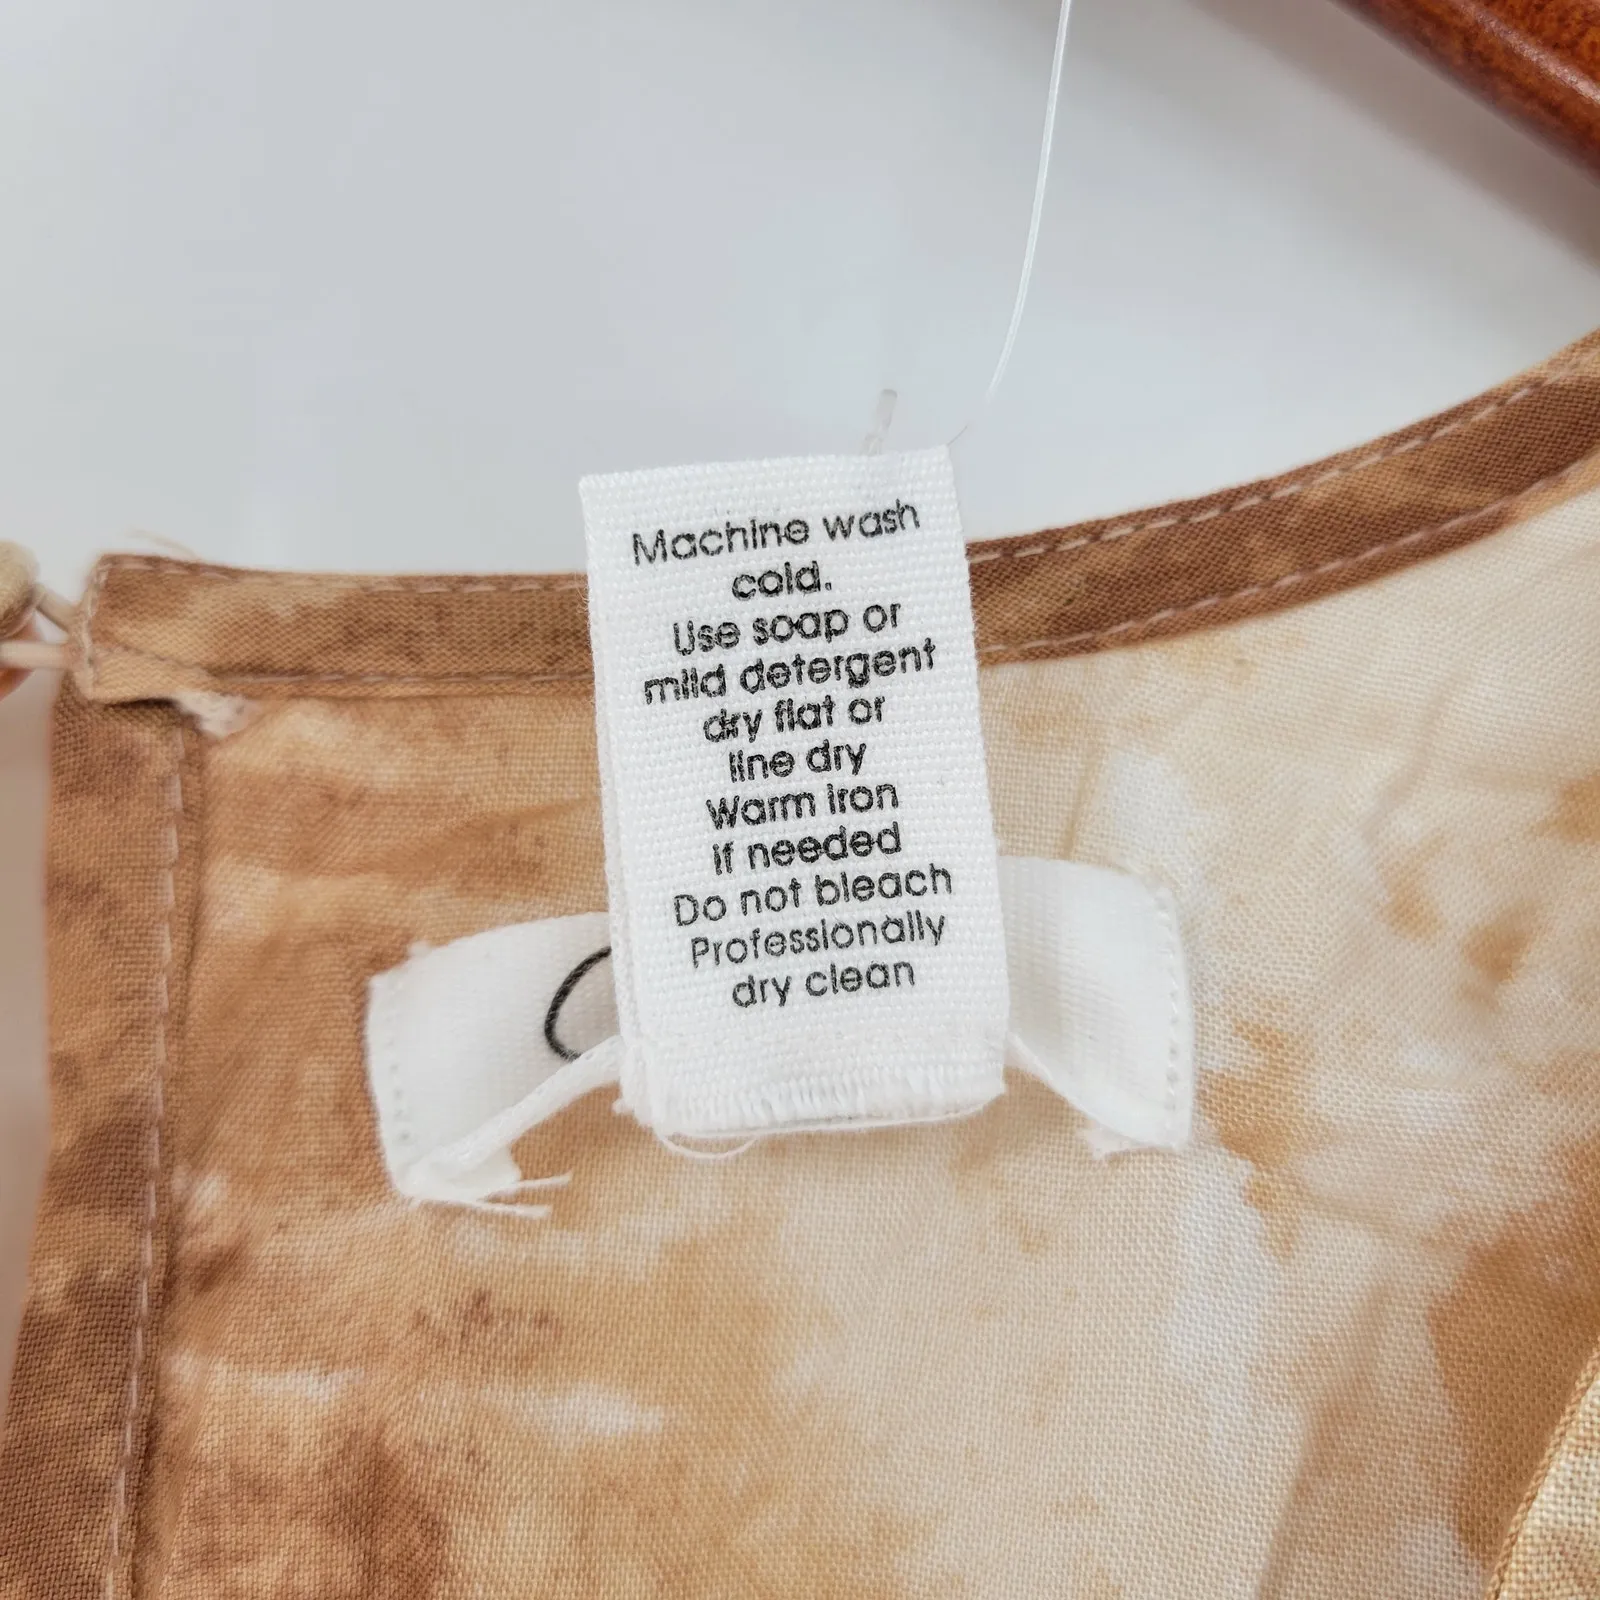 Machine wash
cold.
Use soap or
mild detergent
dry flat or
line dry
Warm iron
if needed
Do not bleach
Professionally
dry clean